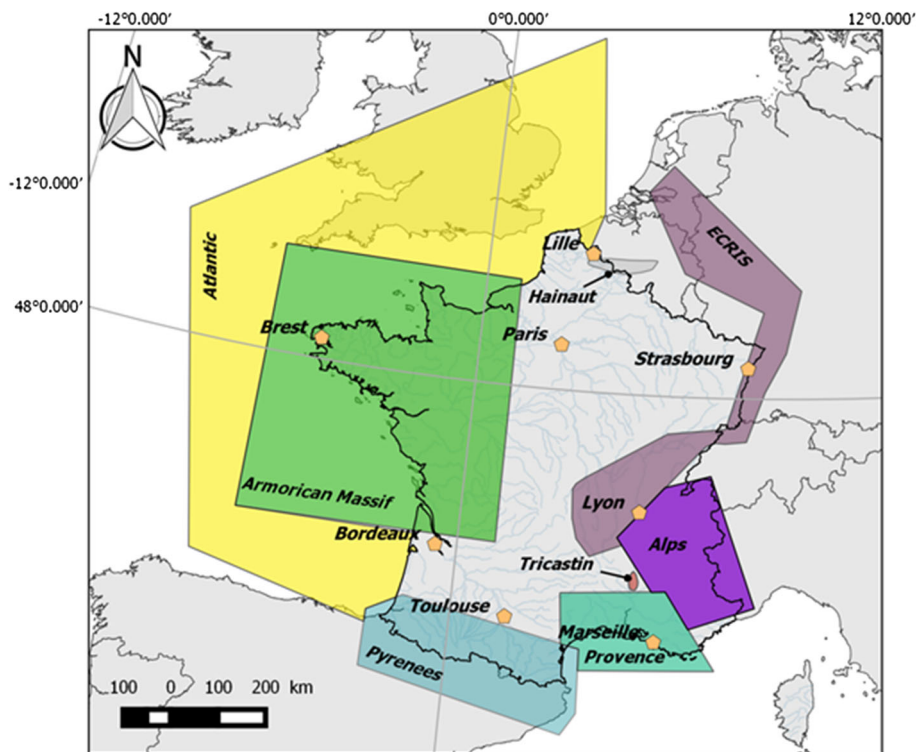 -12°0.000′ 0°0.000′ 12°0.000′
N
-12°0.000′
Atlantic
ECRIS
Lille
Hainaut
48°0.000′
Brest
Paris
Strasbourg
Armorican Massif
Lyon
Bordeaux
Alps
Tricastin
Toulouse
Marseille
Provence
Pyrenees
100 0 100 200 km